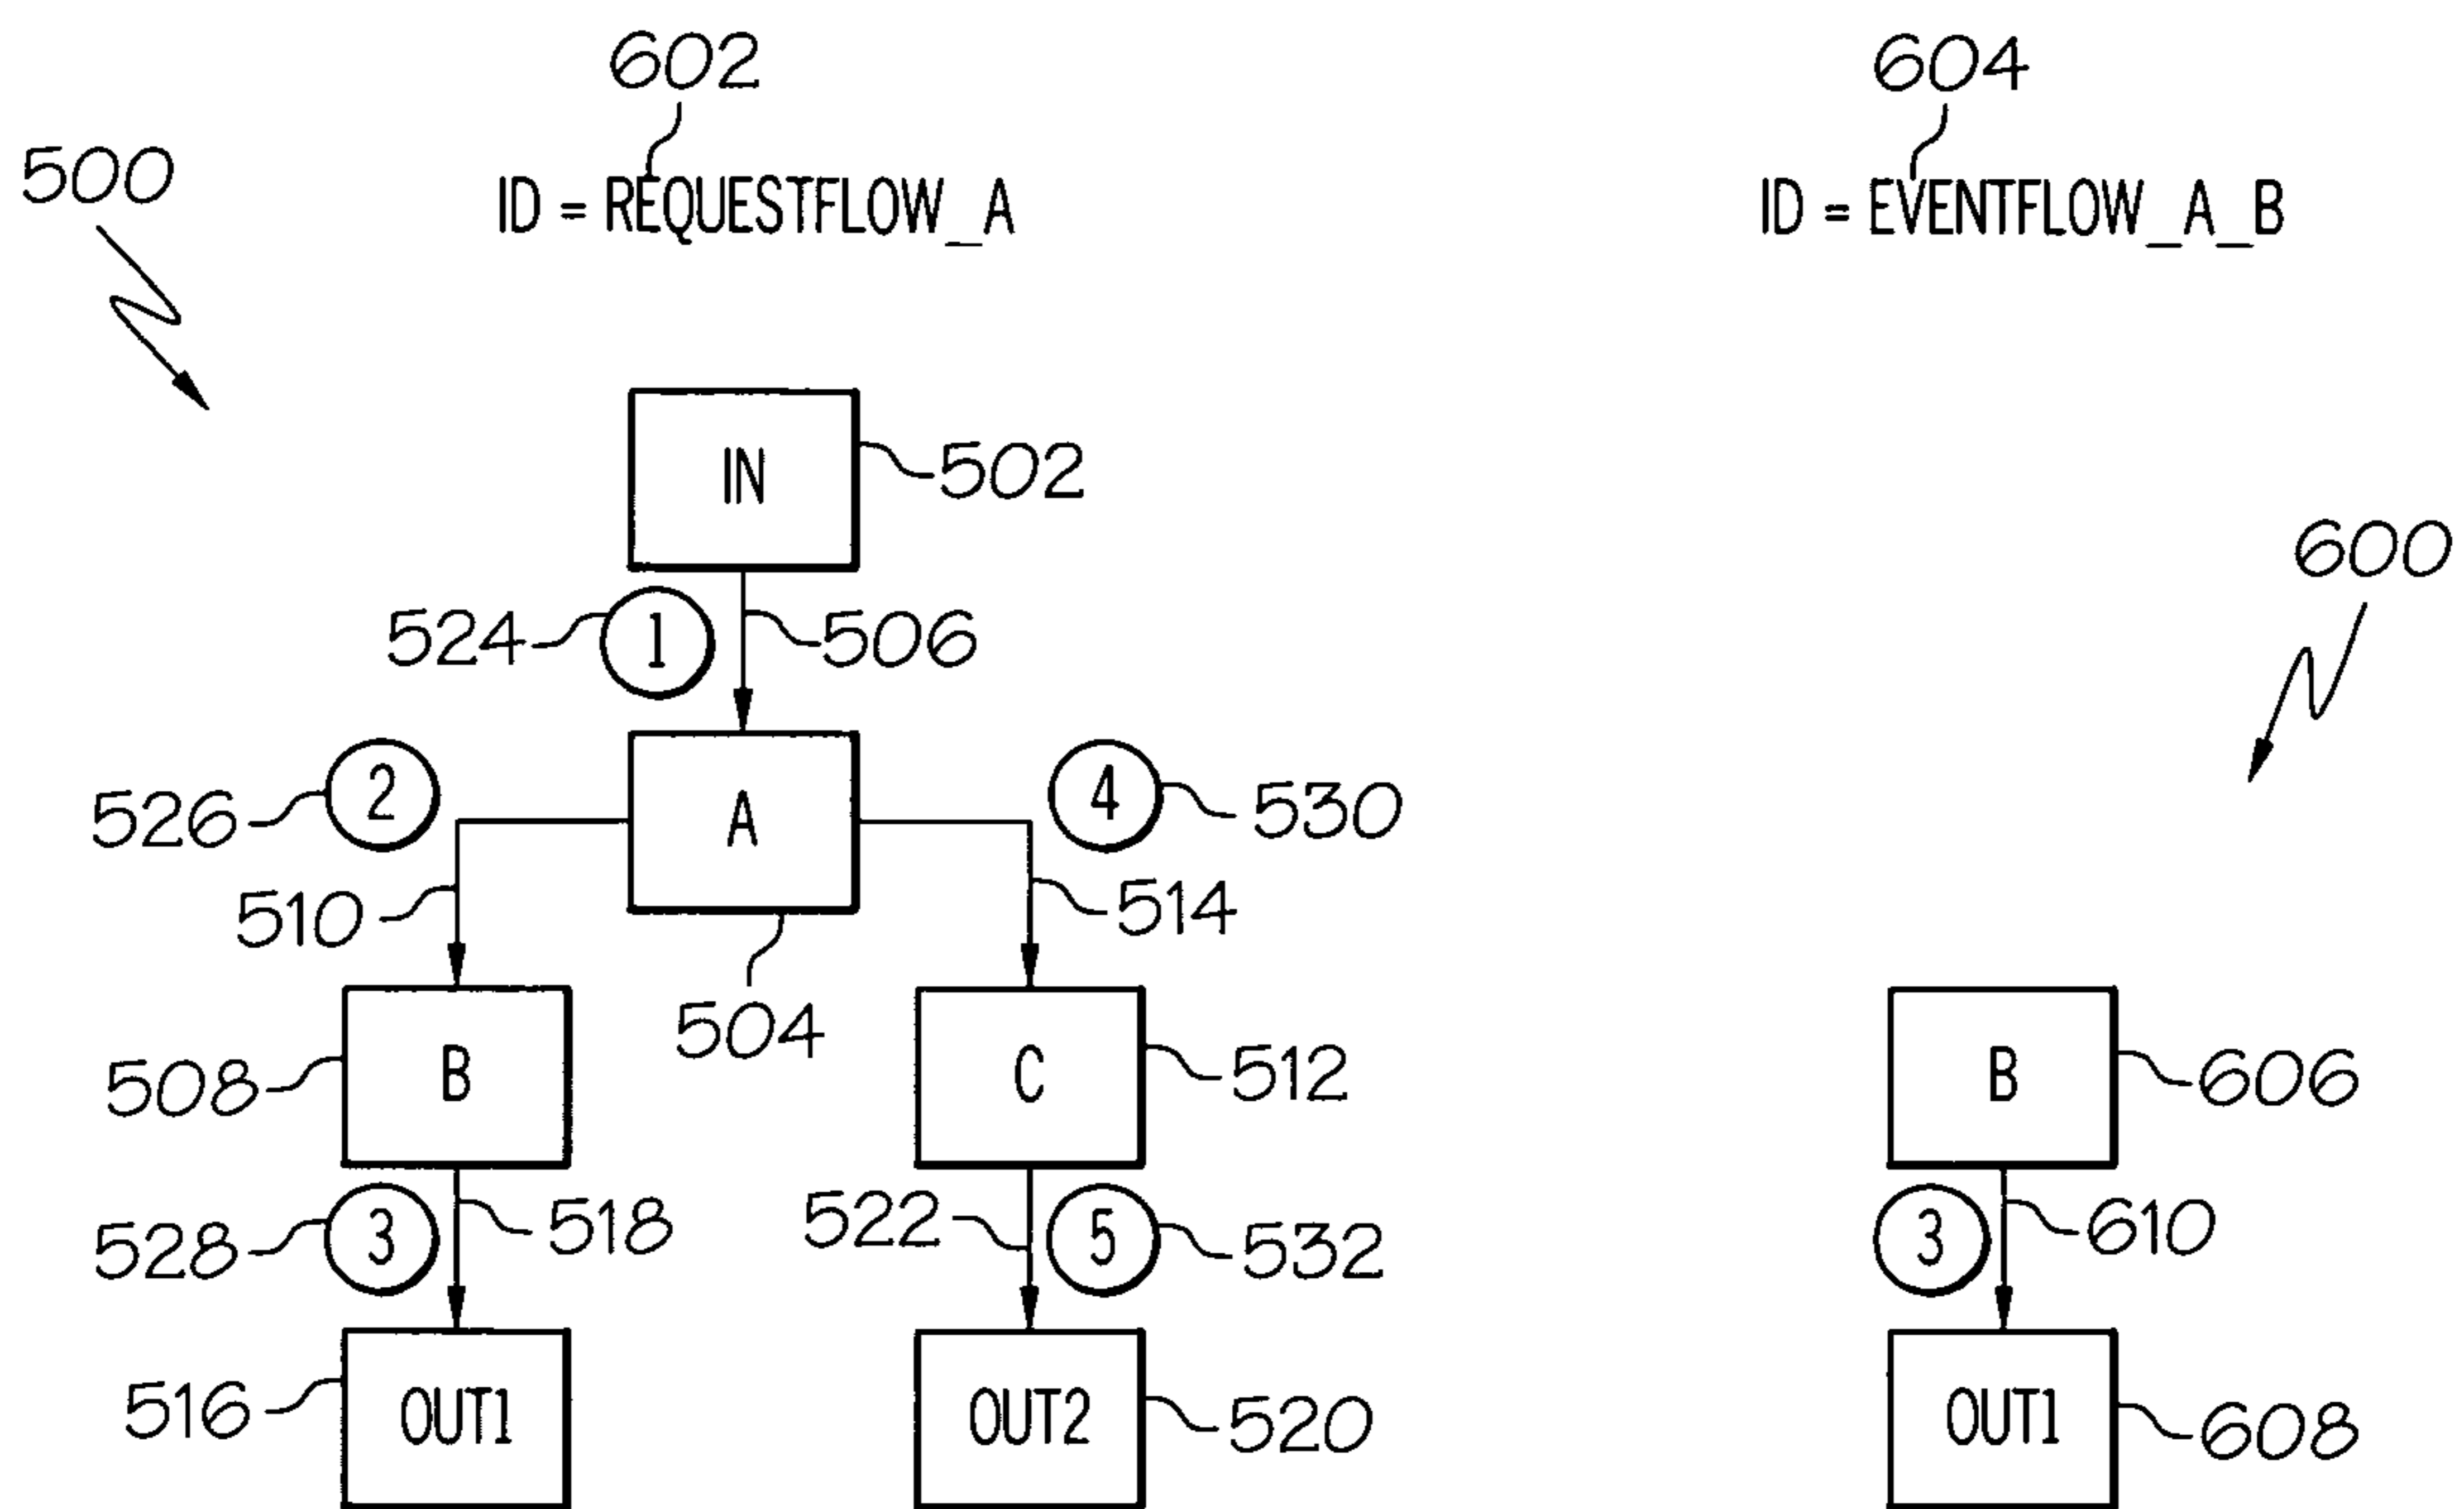 602
604
500
ID = REQUESTFLOW_A
ID = EVENTFLOW_A_B
IN
502
600
524
1
506
526
2
A
4
530
510
514
504
508
B
C
512
B
606
528
3
518
522
5
532
3
610
516
OUT1
OUT2
520
OUT1
608